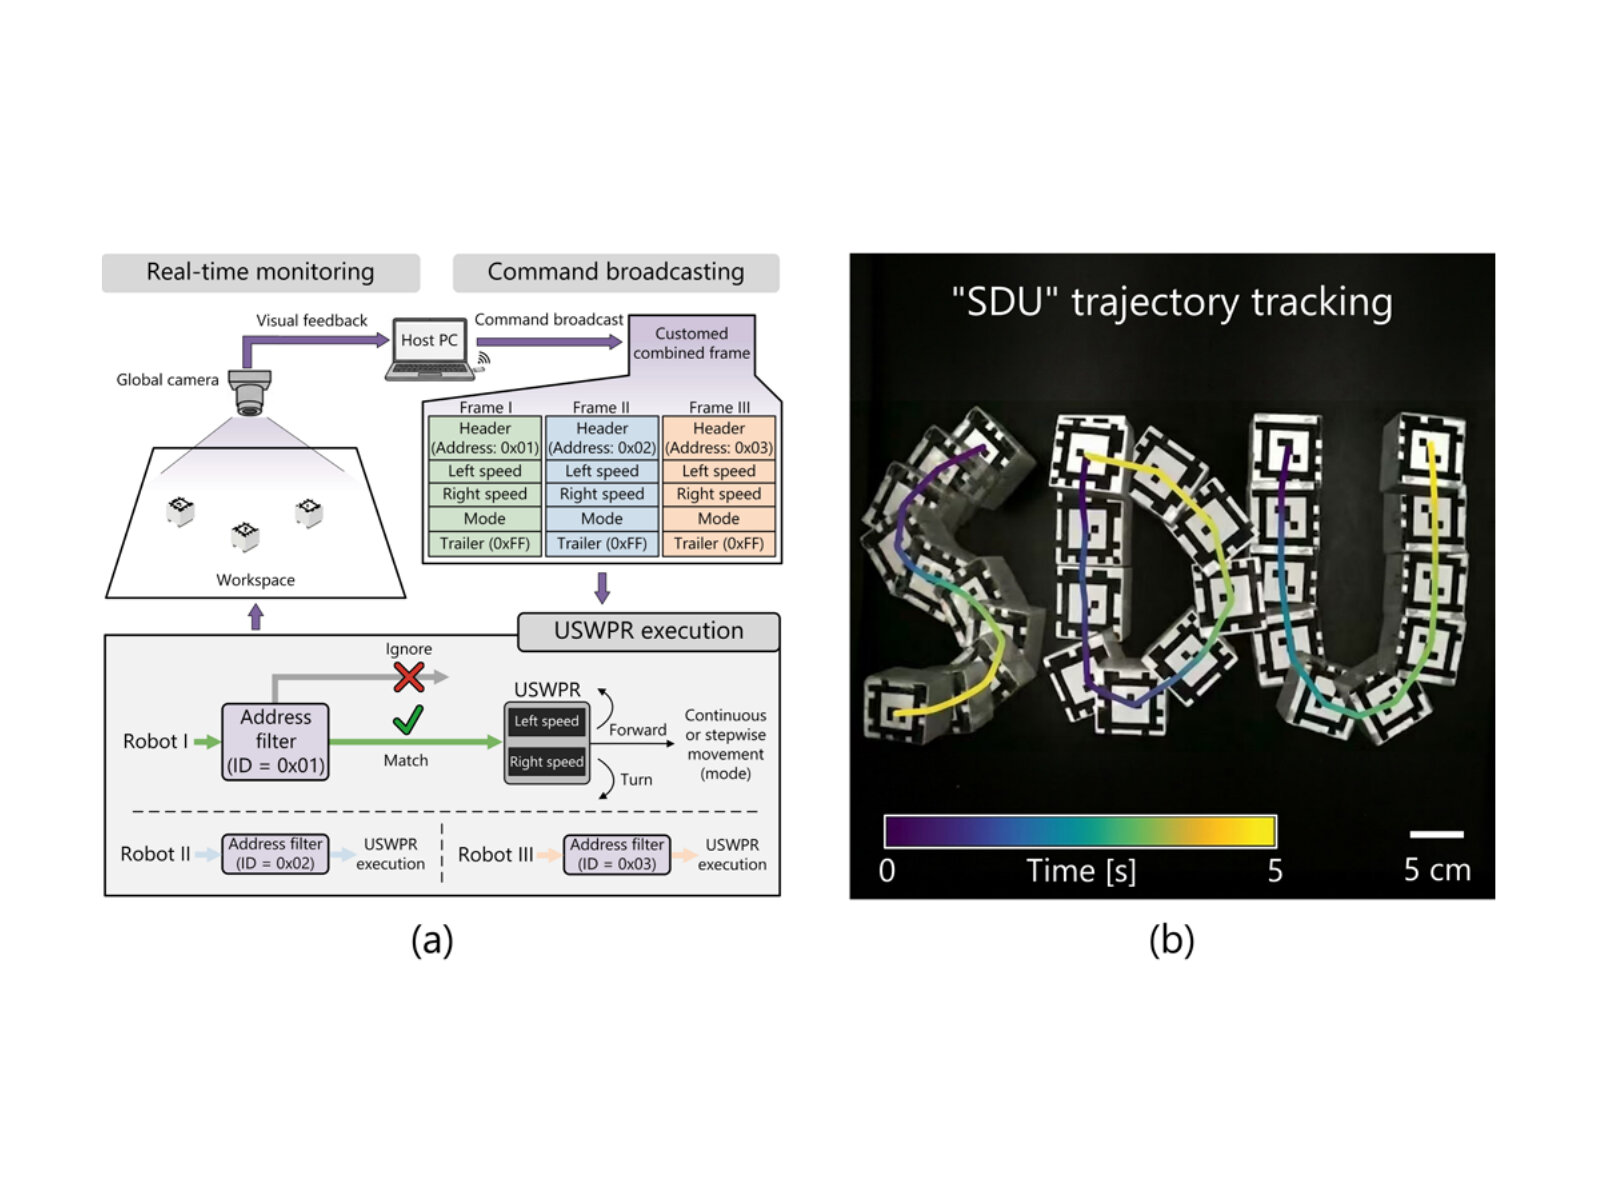 Real-time monitoring
Command broadcasting
Visual feedback
Host PC
Command broadcast
Customed
combined frame
Global camera
Workspace
Frame I
Header
(Address: 0x01)
Left speed
Right speed
Mode
Trailer (0xFF)
Frame II
Header
(Address: 0x02)
Left speed
Right speed
Mode
Trailer (0xFF)
Frame III
Header
(Address: 0x03)
Left speed
Right speed
Mode
Trailer (0xFF)
USWPR execution
Ignore
Robot I
Address
filter
(ID = 0x01)
Match
USWPR
Left speed
Right speed
Forward
Turn
Continuous
or stepwise
movement
(mode)
Robot II
Address filter
(ID = 0x02)
USWPR
execution
Robot III
Address filter
(ID = 0x03)
USWPR
execution
(a)
"SDU" trajectory tracking
0
Time [s]
5
5 cm
(b)